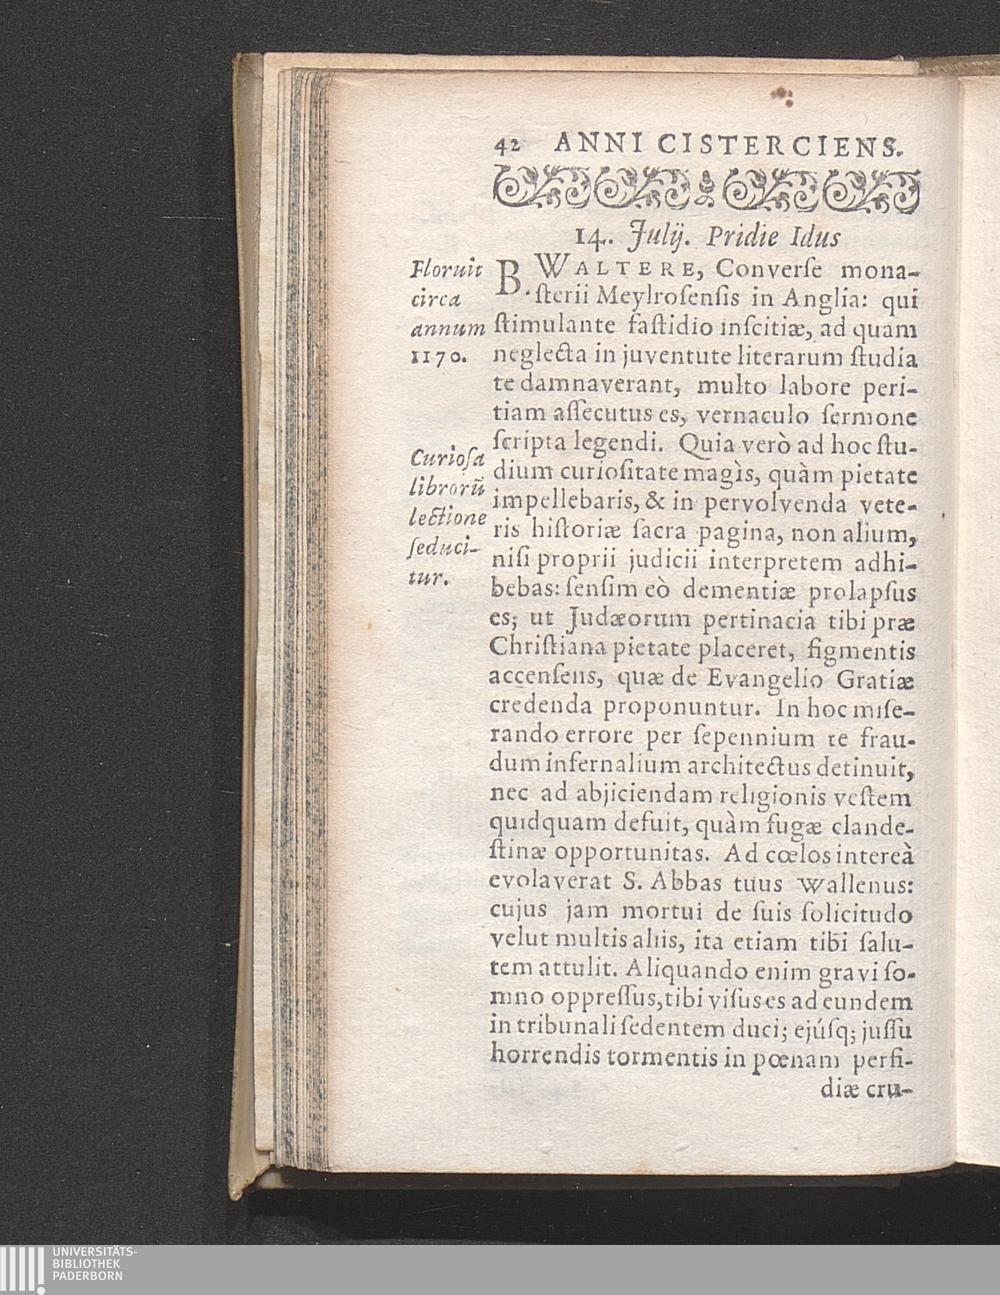 42 ANNI CISTERCIENS.
14. Julij. Pridie Idus
Floruit
circa
annum
1170.
Curioſa
librorū
lectione
ſeduci-
tur.
B. WALTERE, Converſe mona-
ſterii Meylroſenſis in Anglia: qui
ſtimulante faſtidio inſcitiæ, ad quam
neglecta in juventute literarum ſtudia
te damnaverant, multo labore peri-
tiam aſſecutus es, vernaculo ſermone
ſcripta legendi. Quia verò ad hoc ſtu-
dium curioſitate magìs, quàm pietate
impellebaris, & in pervolvenda vete-
ris hiſtoriæ ſacra pagina, non alium,
niſi proprii judicii interpretem adhi-
bebas: ſenſim eò dementiæ prolapſus
es; ut Judæorum pertinacia tibi præ
Chriſtiana pietate placeret, figmentis
accenſens, quæ de Evangelio Gratiæ
credenda proponuntur. In hoc miſe-
rando errore per ſepennium te frau-
dum infernalium architectus detinuit,
nec ad abjiciendam religionis veſtem
quidquam defuit, quàm fugæ clande-
ſtinæ opportunitas. Ad cœlos intereà
evolaverat S. Abbas tuus Wallenus:
cujus jam mortui de ſuis ſolicitudo
velut multis aliis, ita etiam tibi ſalu-
tem attulit. Aliquando enim gravi ſo-
mno oppreſſus, tibi viſus es ad eundem
in tribunali ſedentem duci; ejúſq; juſſu
horrendis tormentis in pœnam perfi-
diæ cru-
UNIVERSITÄTS-
BIBLIOTHEK
PADERBORN